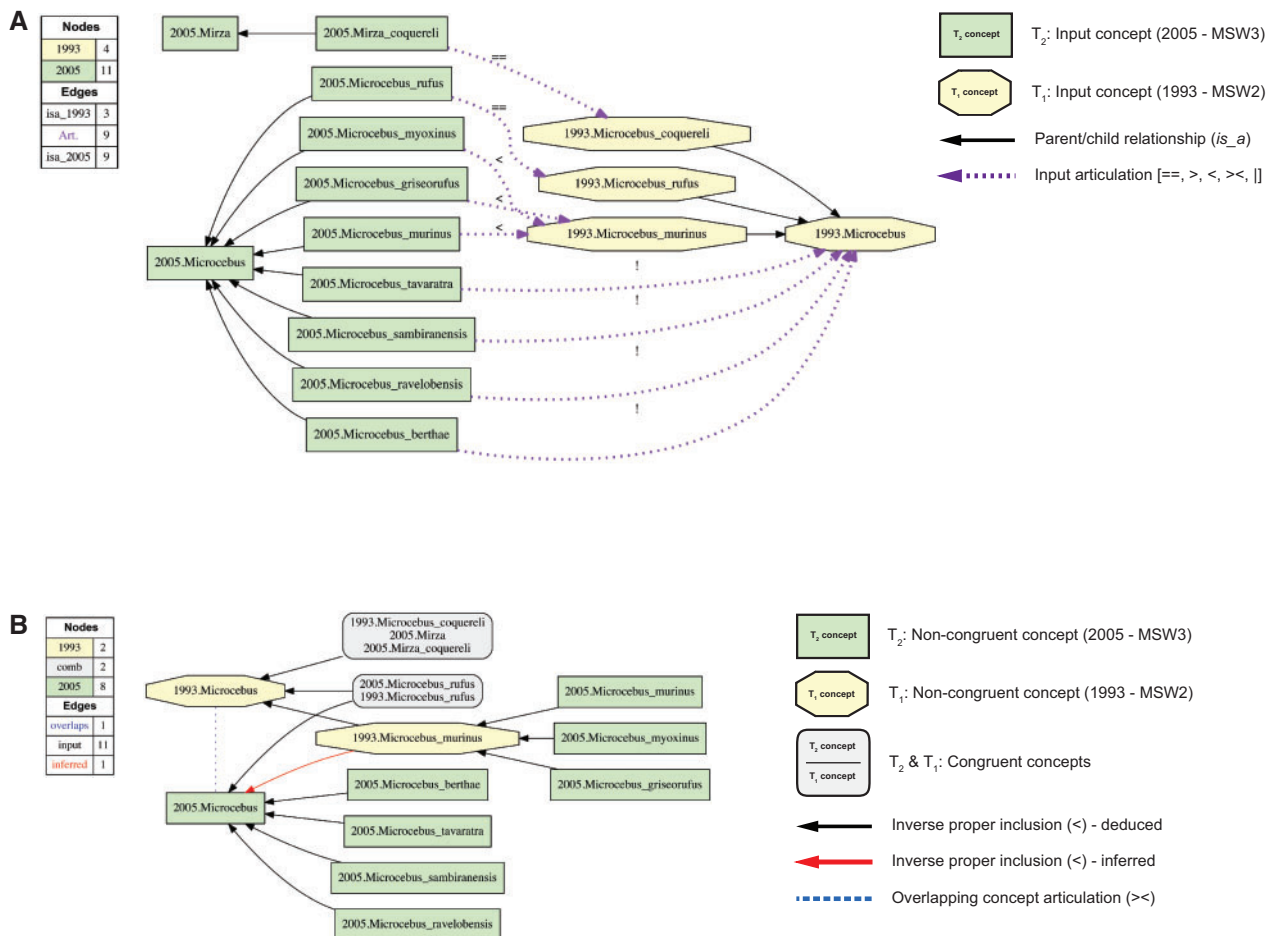 A
Nodes
1993 4
2005 11
Edges
isa_1993 3
Art. 9
isa_2005 9
2005.Mirza
2005.Mirza_coquereli
2005.Microcebus_rufus
2005.Microcebus_myoxinus
2005.Microcebus_griseorufus
2005.Microcebus_murinus
2005.Microcebus
2005.Microcebus_tavaratra
2005.Microcebus_sambiranensis
2005.Microcebus_ravelobensis
2005.Microcebus_berthae
==
==
<
<
<
1993.Microcebus_coquereli
1993.Microcebus_rufus
1993.Microcebus_murinus
1993.Microcebus
!
!
!
!
T2 concept
T2: Input concept (2005 - MSW3)
T1 concept
T1: Input concept (1993 - MSW2)
Parent/child relationship (is_a)
Input articulation [==, >, <, ><, |]
B
Nodes
1993 2
comb 2
2005 8
Edges
overlaps 1
input 11
inferred 1
1993.Microcebus_coquereli
2005.Mirza
2005.Mirza_coquereli
1993.Microcebus
2005.Microcebus_rufus
1993.Microcebus_rufus
2005.Microcebus_murinus
1993.Microcebus_murinus
2005.Microcebus_myoxinus
2005.Microcebus_griseorufus
2005.Microcebus_berthae
2005.Microcebus
2005.Microcebus_tavaratra
2005.Microcebus_sambiranensis
2005.Microcebus_ravelobensis
T2 concept
T2: Non-congruent concept (2005 - MSW3)
T1 concept
T1: Non-congruent concept (1993 - MSW2)
T2 concept
T1 concept
T2 & T1: Congruent concepts
Inverse proper inclusion (<) - deduced
Inverse proper inclusion (<) - inferred
Overlapping concept articulation (><)